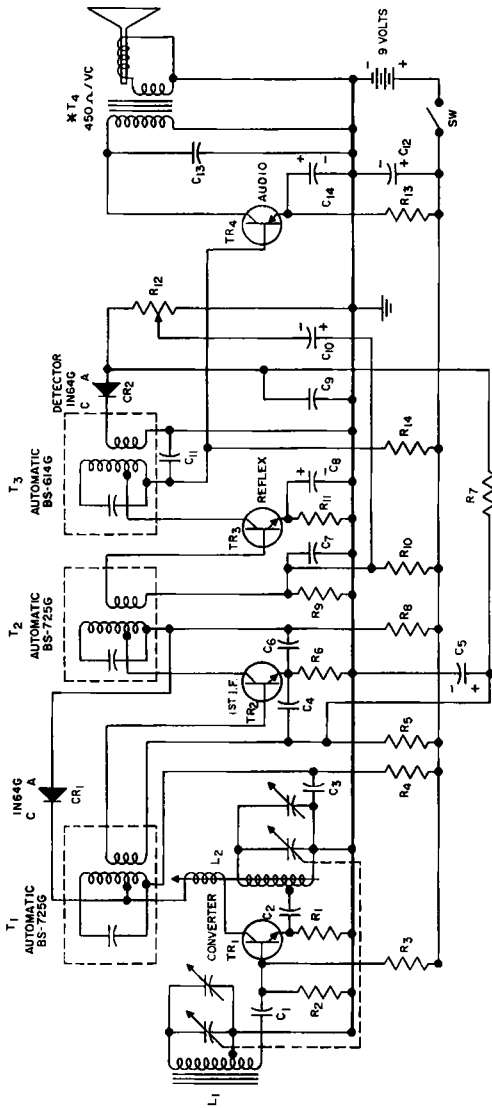 T1
AUTOMATIC
BS-725G
IN64G
C A
CR1
T2
AUTOMATIC
BS-725G
T3
AUTOMATIC
BS-614G
DETECTOR
IN64G
C A
CR2
*T4
450Ω/VC
L1
L2
CONVERTER
TR1
(1ST I.F.)
TR2
REFLEX
TR3
AUDIO
TR4
C1
R2
C2
R1
R3
C3
R4
R5
C4
R6
C6
C5
- +
R8
R9
C7
R10
R11
C8
+ -
C11
R14
C9
C10
- +
R12
R7
C13
C14
+ -
R13
C12
- +
SW
9 VOLTS
- +